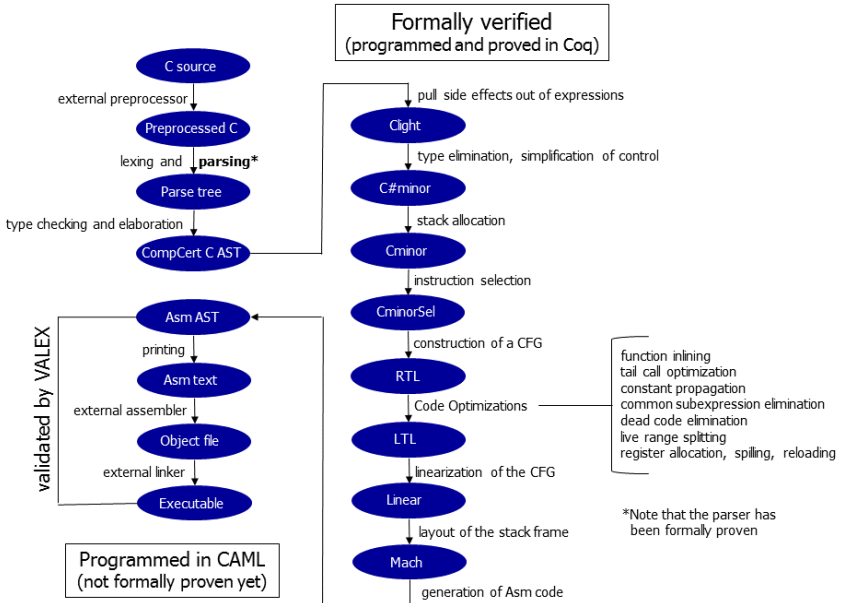 Formally verified
(programmed and proved in Coq)
C source
external preprocessor
Preprocessed C
lexing and parsing*
Parse tree
type checking and elaboration
CompCert C AST
pull side effects out of expressions
Clight
type elimination, simplification of control
C#minor
stack allocation
Cminor
instruction selection
CminorSel
construction of a CFG
RTL
Code Optimizations
LTL
linearization of the CFG
Linear
layout of the stack frame
Mach
generation of Asm code
function inlining
tail call optimization
constant propagation
common subexpression elimination
dead code elimination
live range splitting
register allocation, spilling, reloading
*Note that the parser has
been formally proven
Asm AST
printing
Asm text
external assembler
Object file
external linker
Executable
validated by VALEX
Programmed in CAML
(not formally proven yet)